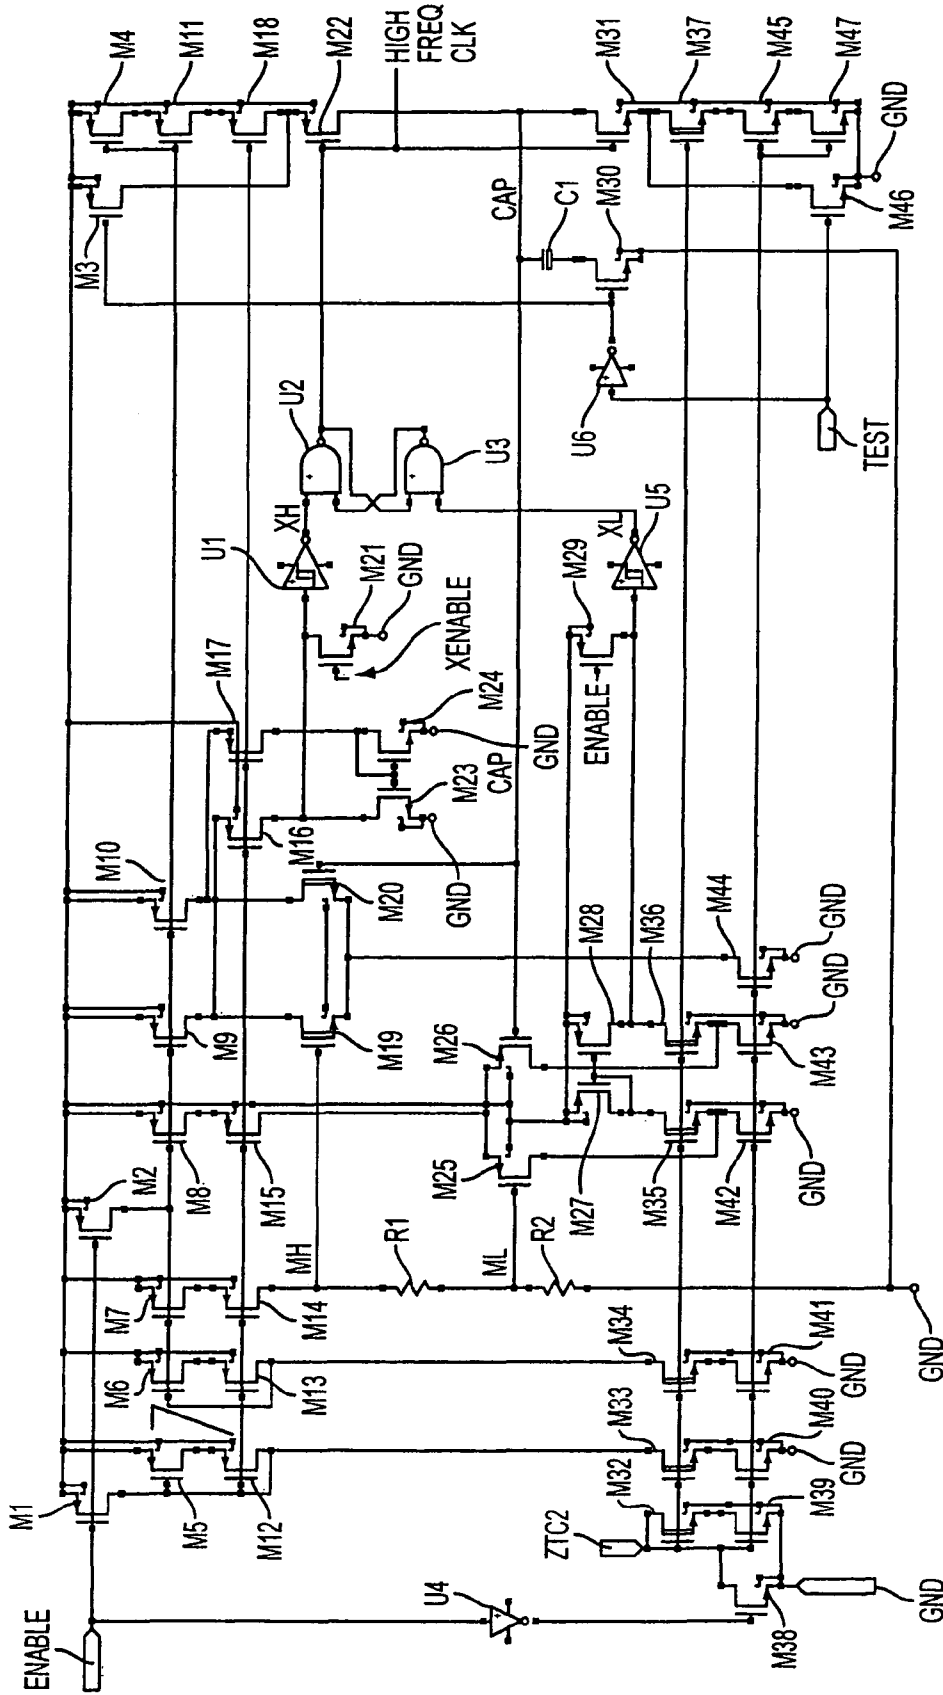 ENABLE
M1
M5
M12
U4
ZTC2
M38
GND
M32
M39
M33
M40
GND
M6
M13
M34
M41
GND
M7
M14
M2
MH
R1
ML
R2
GND
M8
M15
M25
M27
M35
M42
GND
M9
M19
M26
M28
M36
M43
GND
M10
M20
M44
GND
M16
M17
M23
GND
M24
GND
CAP
XENABLE
M21
GND
U1
XH
M29
ENABLE
XL
U5
U2
U3
U6
TEST
M3
CAP
C1
M30
M46
GND
M4
M11
M18
M22
HIGH
FREQ
CLK
M31
M37
M45
M47